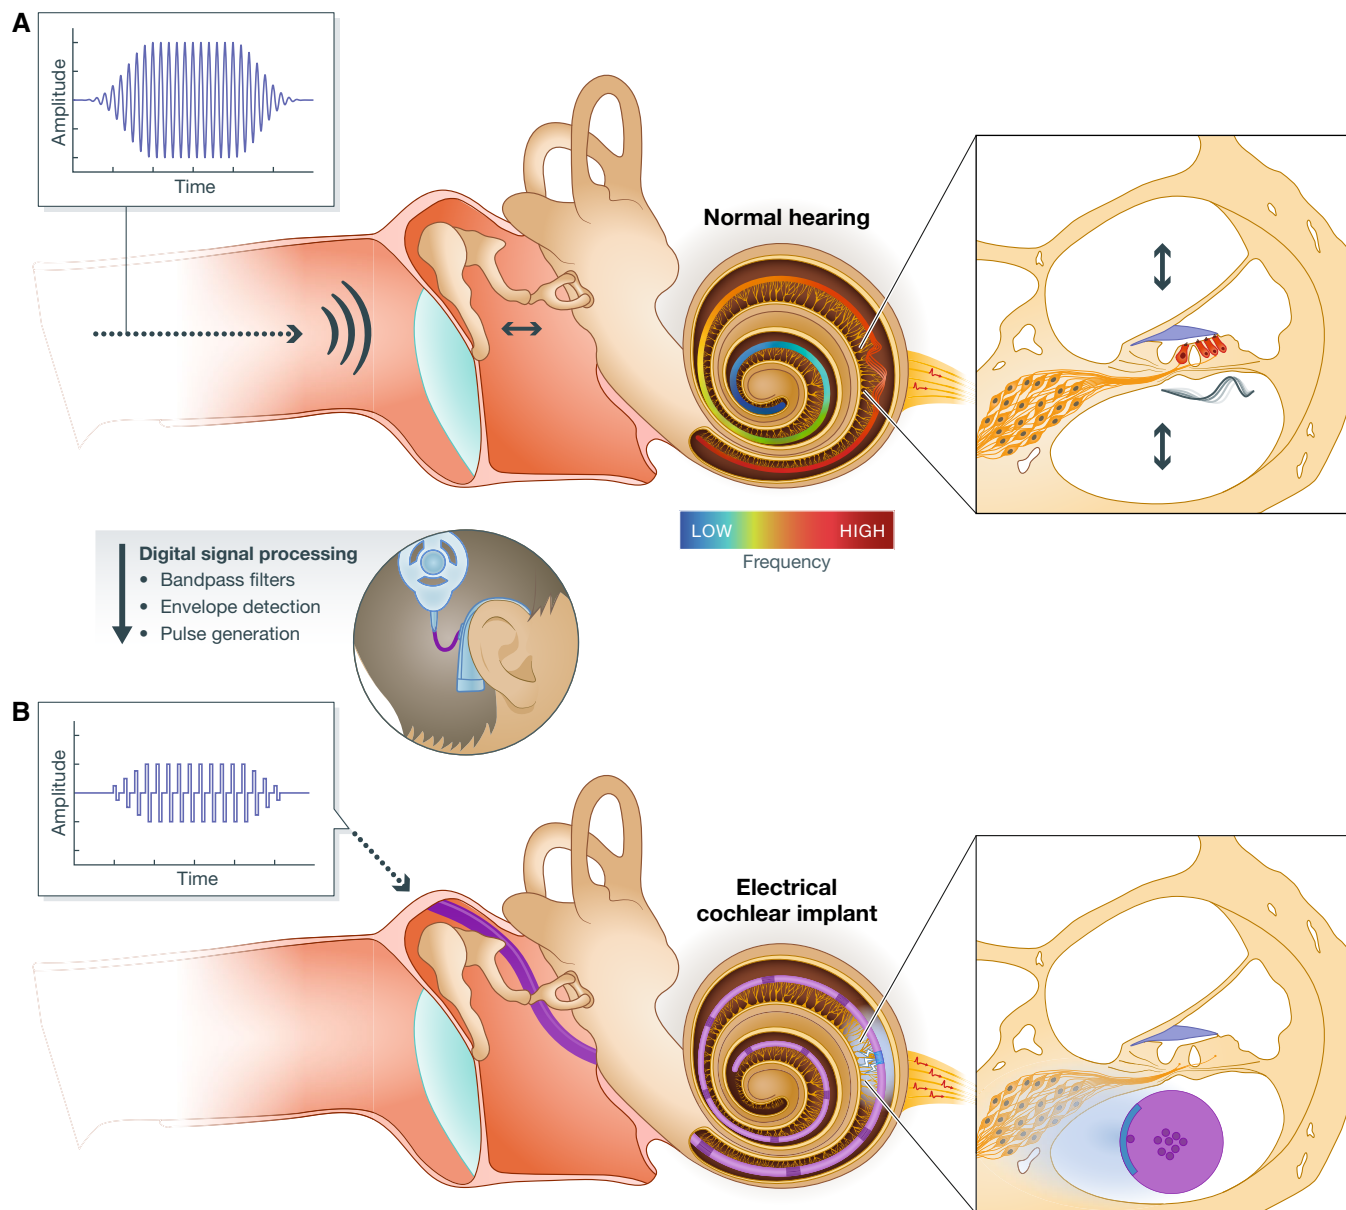 A
Amplitude
Time
Normal hearing
LOW
HIGH
Frequency
Digital signal processing
• Bandpass filters
• Envelope detection
• Pulse generation
B
Amplitude
Time
Electrical
cochlear implant